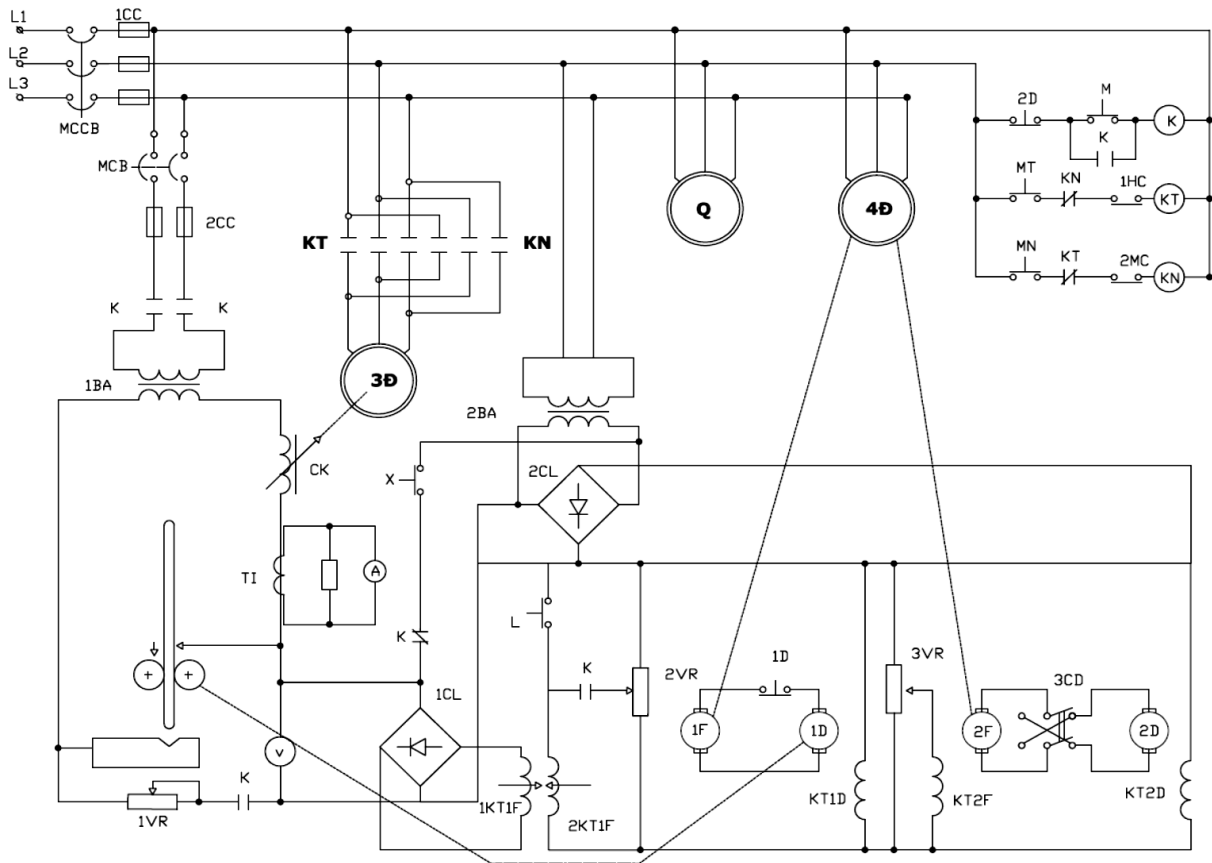 L1
1CC
L2
L3
MCCB
MCB
2CC
KT
KN
Q
4Đ
2D
M
K
K
MT
KN
1HC
KT
MN
KT
2MC
KN
K
K
1BA
3Đ
2BA
CK
X
2CL
TI
A
L
K
1CL
K
2VR
1D
3VR
3CD
+
+
1F
1D
2F
2D
V
K
1VR
1KT1F
2KT1F
KT1D
KT2F
KT2D